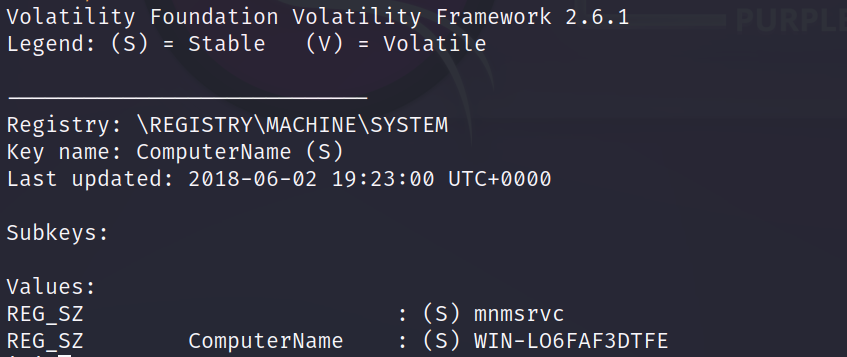 Volatility Foundation Volatility Framework 2.6.1
Legend: (S) = Stable   (V) = Volatile
----------------------------
Registry: \REGISTRY\MACHINE\SYSTEM
Key name: ComputerName (S)
Last updated: 2018-06-02 19:23:00 UTC+0000
Subkeys:
Values:
REG_SZ                        : (S) mnmsrvc
REG_SZ        ComputerName    : (S) WIN-LO6FAF3DTFE